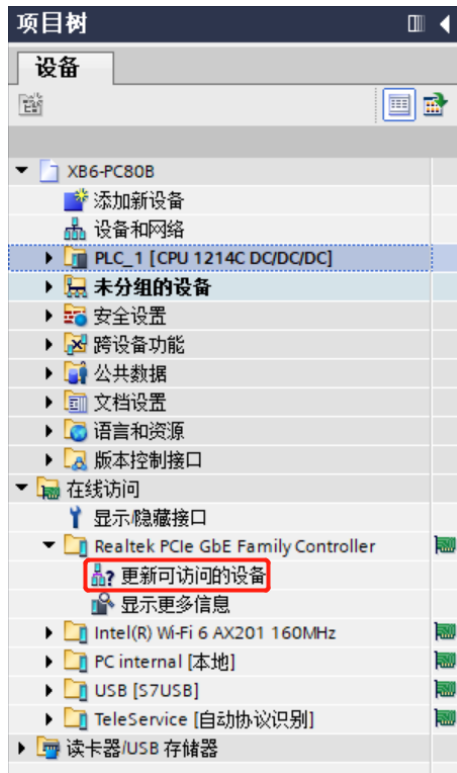 项目树
设备
XB6-PC80B
添加新设备
设备和网络
PLC_1 [CPU 1214C DC/DC/DC]
未分组的设备
安全设置
跨设备功能
公共数据
文档设置
语言和资源
版本控制接口
在线访问
显示/隐藏接口
Realtek PCIe GbE Family Controller
更新可访问的设备
显示更多信息
Intel(R) Wi-Fi 6 AX201 160MHz
PC internal [本地]
USB [S7USB]
TeleService [自动协议识别]
读卡器/USB 存储器